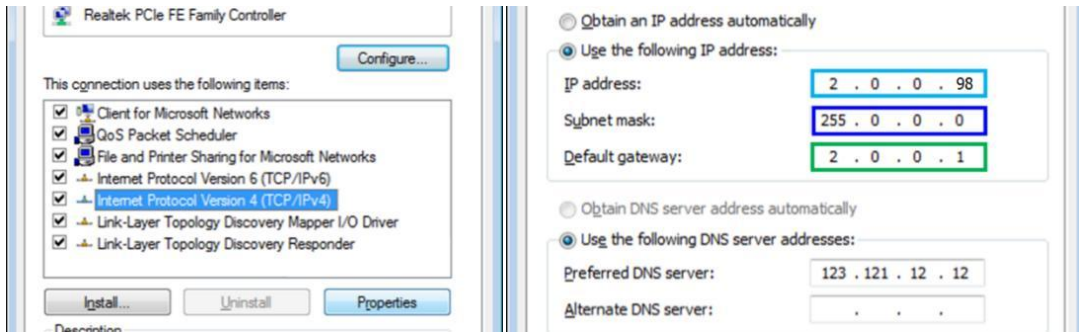 Realtek PCIe FE Family Controller
Configure...
This connection uses the following items:
Client for Microsoft Networks
QoS Packet Scheduler
File and Printer Sharing for Microsoft Networks
Internet Protocol Version 6 (TCP/IPv6)
Internet Protocol Version 4 (TCP/IPv4)
Link-Layer Topology Discovery Mapper I/O Driver
Link-Layer Topology Discovery Responder
Install... Uninstall Properties
Description
Obtain an IP address automatically
Use the following IP address:
IP address: 2 . 0 . 0 . 98
Subnet mask: 255 . 0 . 0 . 0
Default gateway: 2 . 0 . 0 . 1
Obtain DNS server address automatically
Use the following DNS server addresses:
Preferred DNS server: 123 . 121 . 12 . 12
Alternate DNS server: . . .